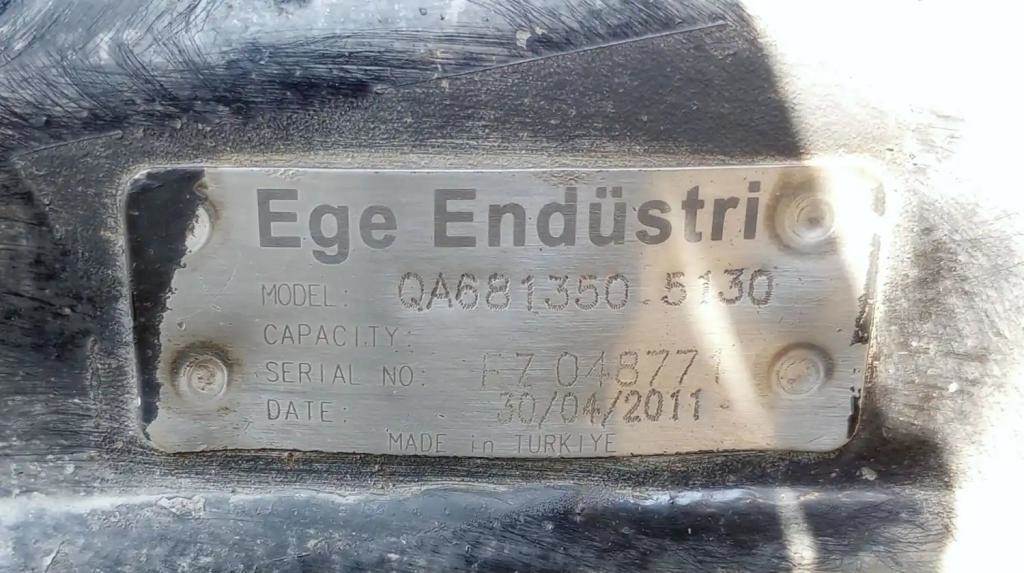 Ege Endüstri
MODEL: QA681350.5130
CAPACITY:
SERIAL NO: F7 048771
DATE: 30/04/2011
MADE in TURKIYE